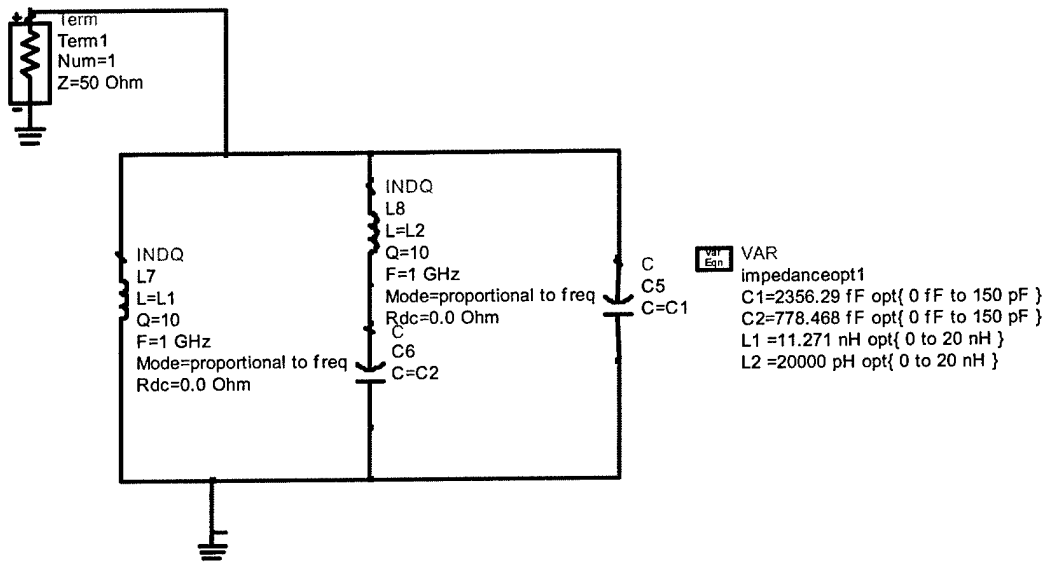 +
Term
Term1
Num=1
Z=50 Ohm
-
INDQ
L7
L=L1
Q=10
F=1 GHz
Mode=proportional to freq
Rdc=0.0 Ohm
INDQ
L8
L=L2
Q=10
F=1 GHz
Mode=proportional to freq
Rdc=0.0 Ohm
C
C6
C=C2
C
C5
C=C1
Var
Eqn
VAR
impedanceopt1
C1=2356.29 fF opt{ 0 fF to 150 pF }
C2=778.468 fF opt{ 0 fF to 150 pF }
L1 =11.271 nH opt{ 0 to 20 nH }
L2 =20000 pH opt{ 0 to 20 nH }